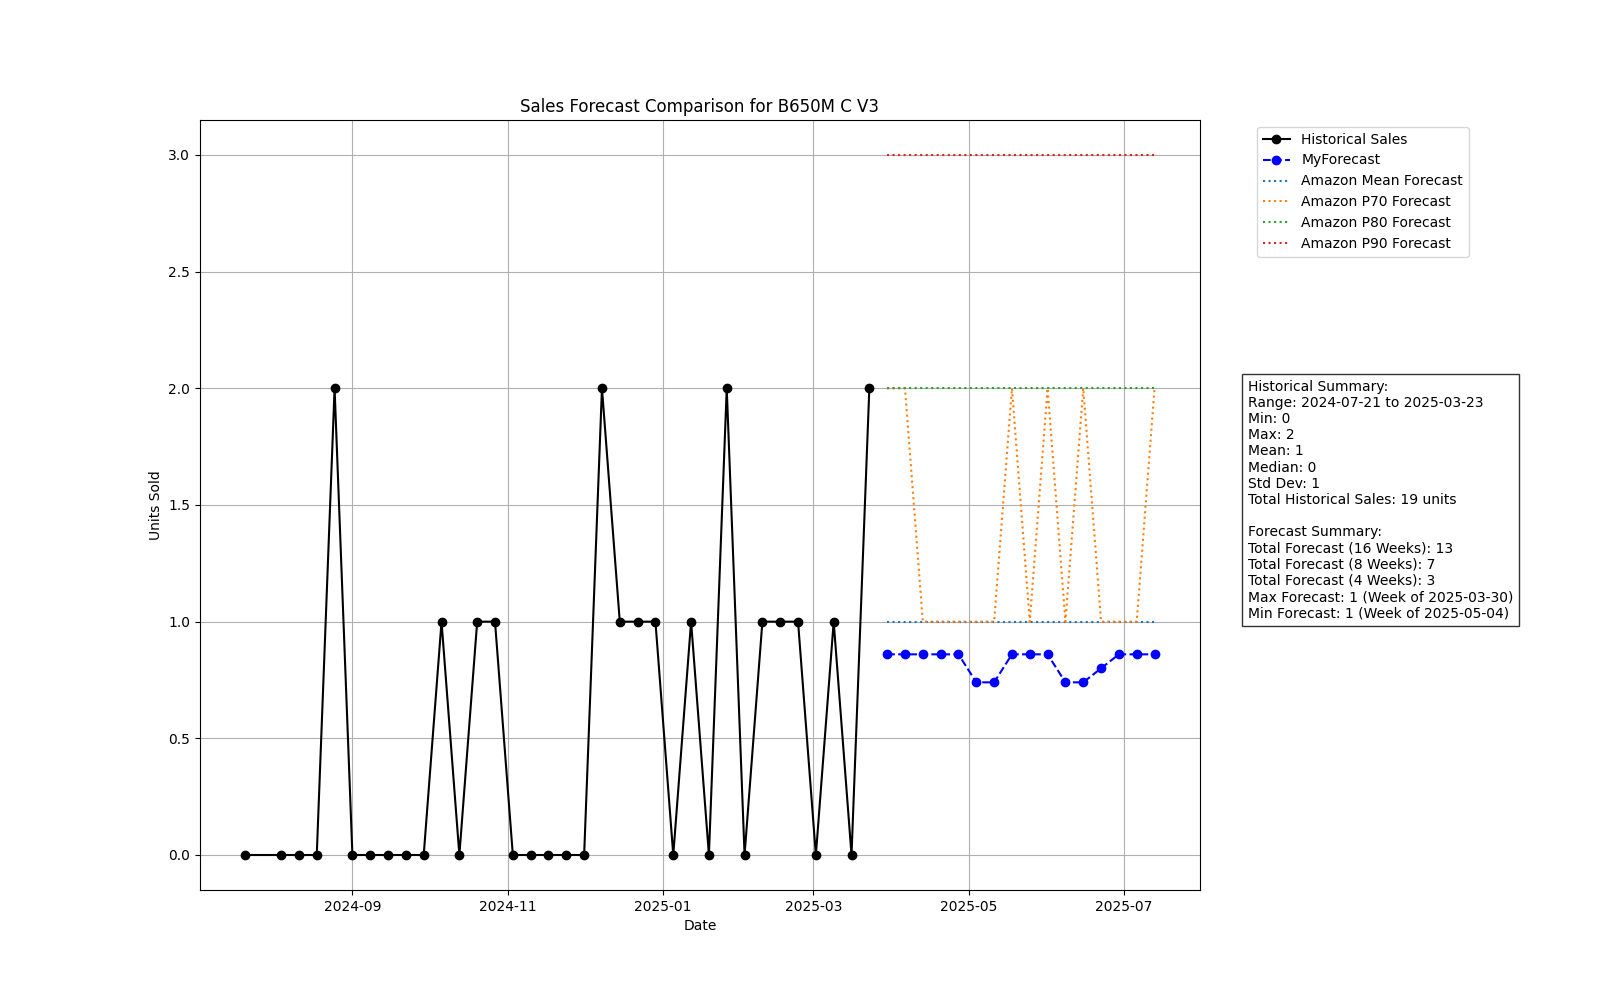 Sales Forecast Comparison for B650M C V3
3.0
2.5
2.0
1.5
1.0
0.5
0.0
Units Sold
2024-09
2024-11
2025-01
2025-03
2025-05
2025-07
Date
Historical Sales
MyForecast
Amazon Mean Forecast
Amazon P70 Forecast
Amazon P80 Forecast
Amazon P90 Forecast
Historical Summary:
Range: 2024-07-21 to 2025-03-23
Min: 0
Max: 2
Mean: 1
Median: 0
Std Dev: 1
Total Historical Sales: 19 units
Forecast Summary:
Total Forecast (16 Weeks): 13
Total Forecast (8 Weeks): 7
Total Forecast (4 Weeks): 3
Max Forecast: 1 (Week of 2025-03-30)
Min Forecast: 1 (Week of 2025-05-04)